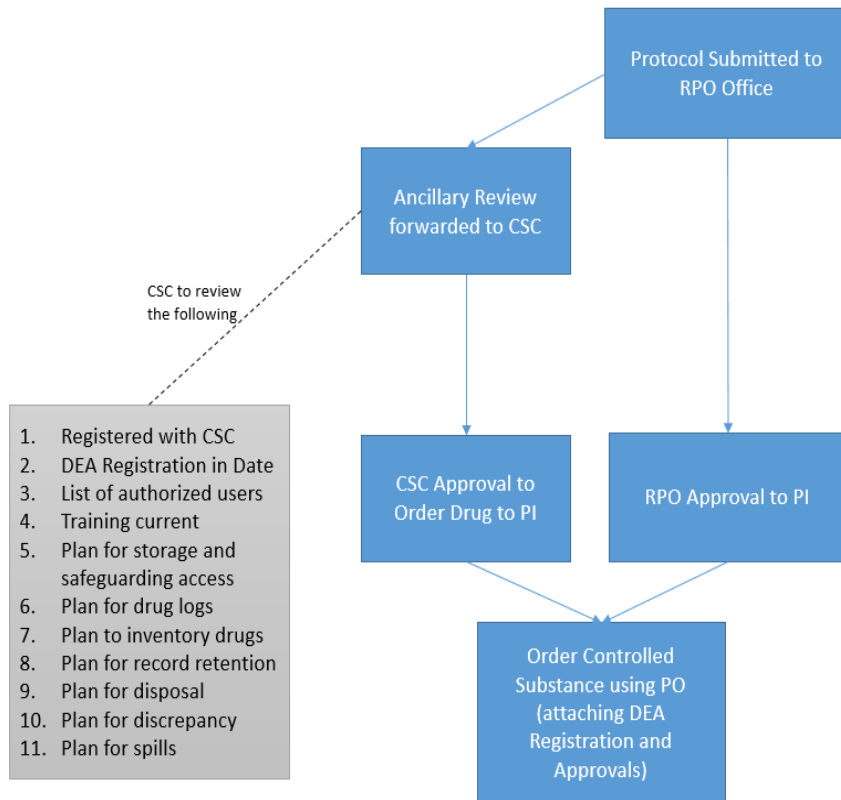 Protocol Submitted to
RPO Office
Ancillary Review
forwarded to CSC
CSC to review
the following
1. Registered with CSC
2. DEA Registration in Date
3. List of authorized users
4. Training current
5. Plan for storage and
safeguarding access
6. Plan for drug logs
7. Plan to inventory drugs
8. Plan for record retention
9. Plan for disposal
10. Plan for discrepancy
11. Plan for spills
CSC Approval to
Order Drug to PI
RPO Approval to PI
Order Controlled
Substance using PO
(attaching DEA
Registration and
Approvals)